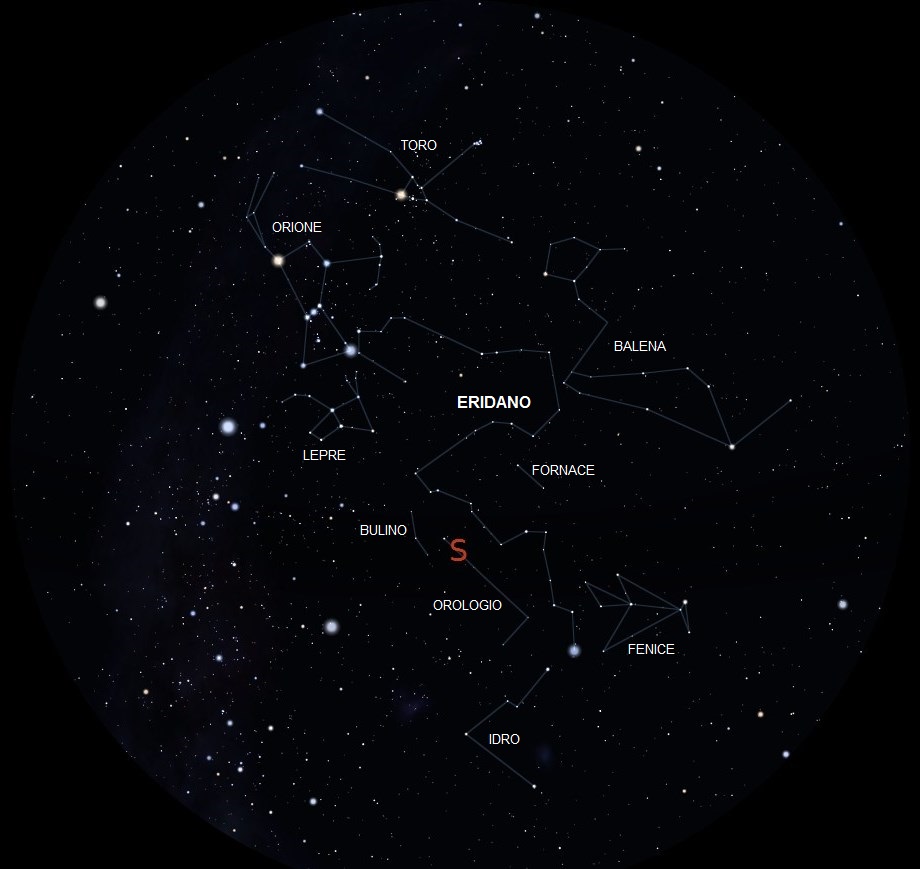 TORO
ORIONE
BALENA
ERIDANO
LEPRE
FORNACE
BULINO
S
OROLOGIO
FENICE
IDRO